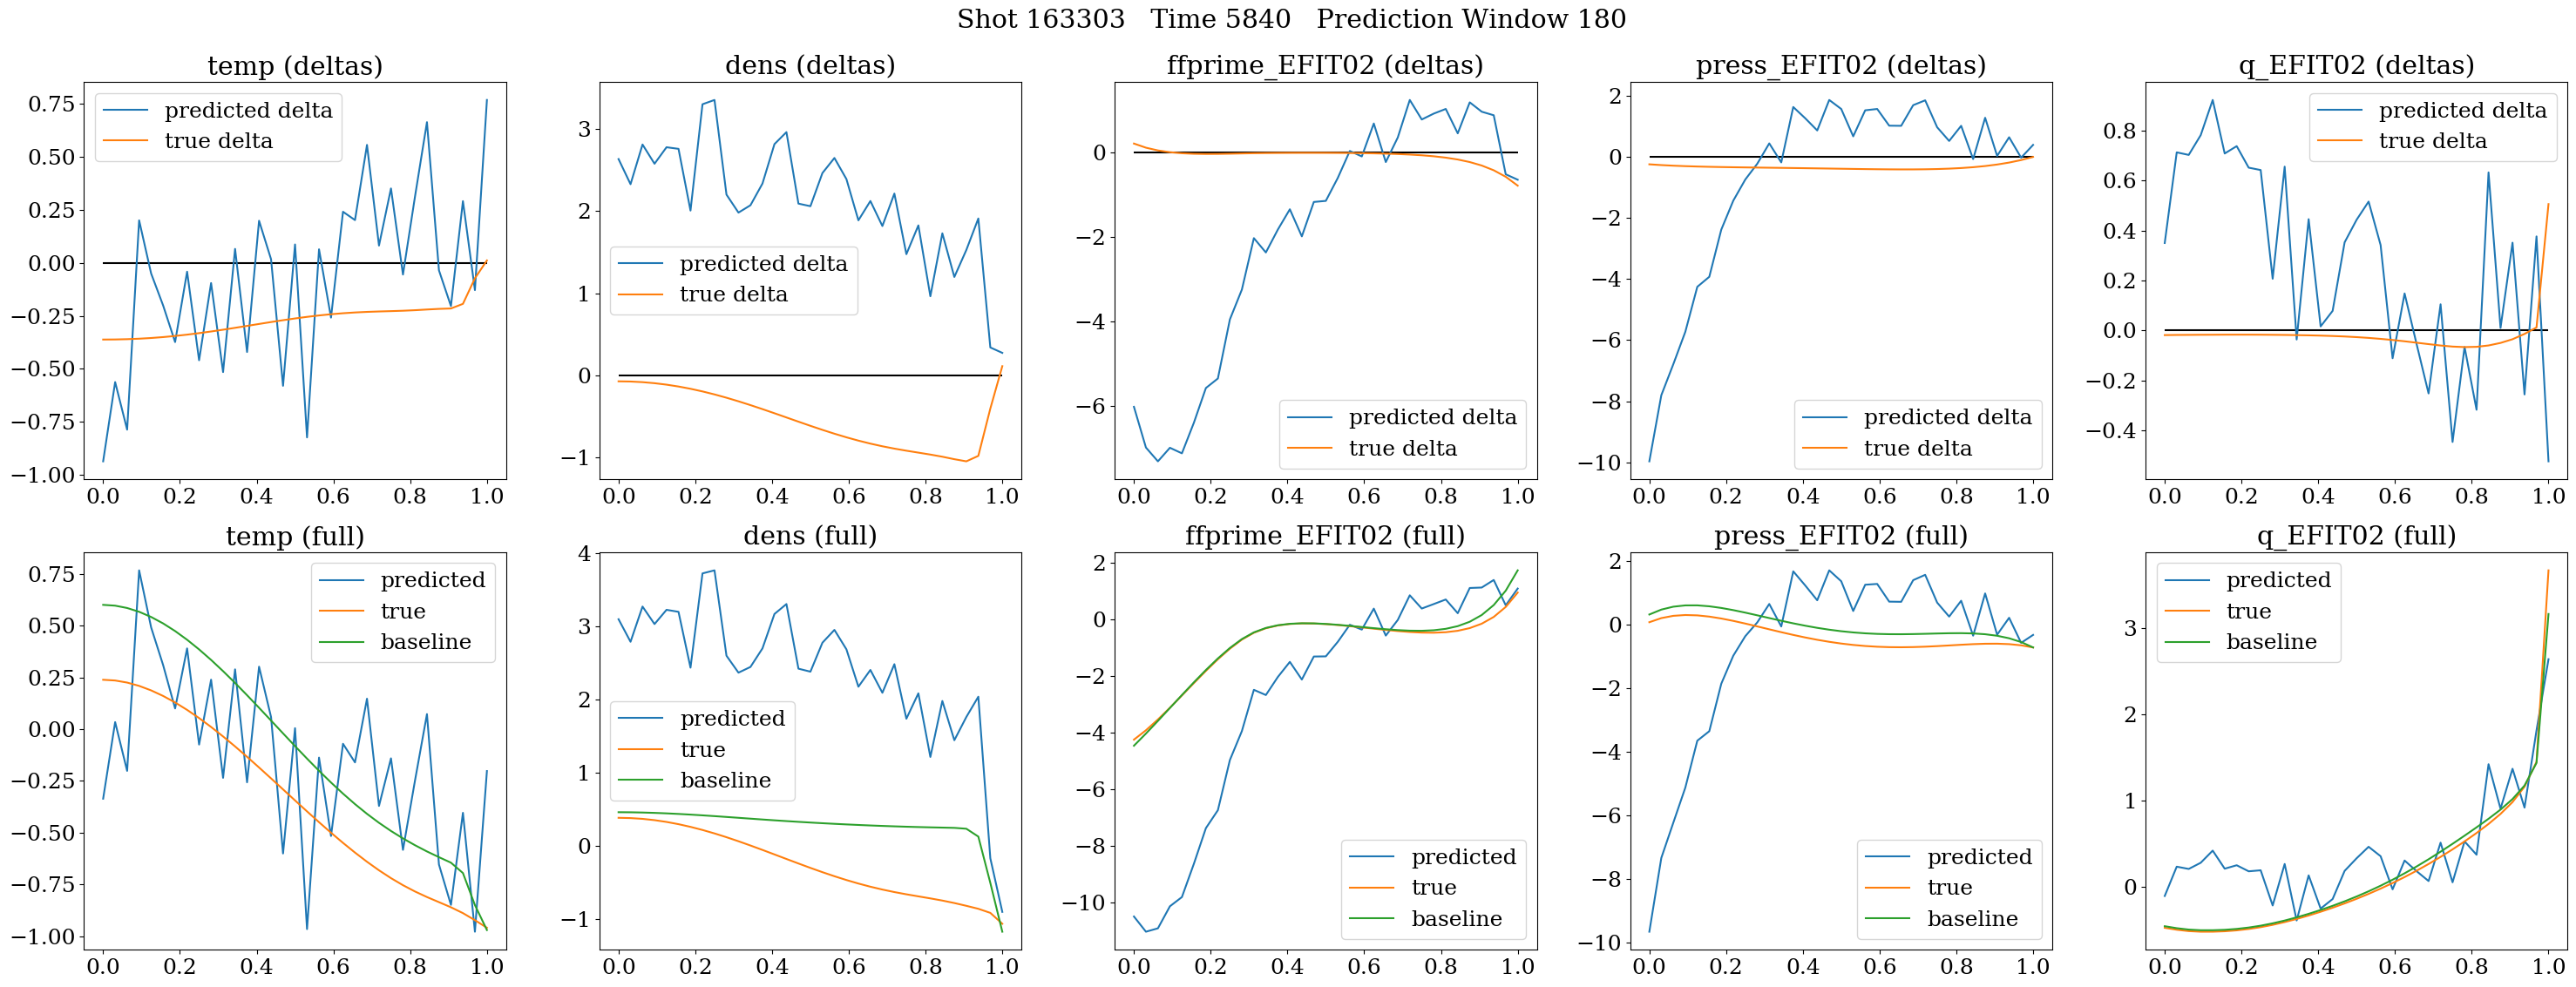 Shot 163303   Time 5840   Prediction Window 180
temp (deltas)
predicted delta
true delta
0.75
0.50
0.25
0.00
−0.25
−0.50
−0.75
−1.00
0.0 0.2 0.4 0.6 0.8 1.0
dens (deltas)
predicted delta
true delta
3
2
1
0
−1
0.0 0.2 0.4 0.6 0.8 1.0
ffprime_EFIT02 (deltas)
predicted delta
true delta
0
−2
−4
−6
0.0 0.2 0.4 0.6 0.8 1.0
press_EFIT02 (deltas)
predicted delta
true delta
2
0
−2
−4
−6
−8
−10
0.0 0.2 0.4 0.6 0.8 1.0
q_EFIT02 (deltas)
predicted delta
true delta
0.8
0.6
0.4
0.2
0.0
−0.2
−0.4
0.0 0.2 0.4 0.6 0.8 1.0
temp (full)
predicted
true
baseline
0.75
0.50
0.25
0.00
−0.25
−0.50
−0.75
−1.00
0.0 0.2 0.4 0.6 0.8 1.0
dens (full)
predicted
true
baseline
4
3
2
1
0
−1
0.0 0.2 0.4 0.6 0.8 1.0
ffprime_EFIT02 (full)
predicted
true
baseline
2
0
−2
−4
−6
−8
−10
0.0 0.2 0.4 0.6 0.8 1.0
press_EFIT02 (full)
predicted
true
baseline
2
0
−2
−4
−6
−8
−10
0.0 0.2 0.4 0.6 0.8 1.0
q_EFIT02 (full)
predicted
true
baseline
3
2
1
0
0.0 0.2 0.4 0.6 0.8 1.0